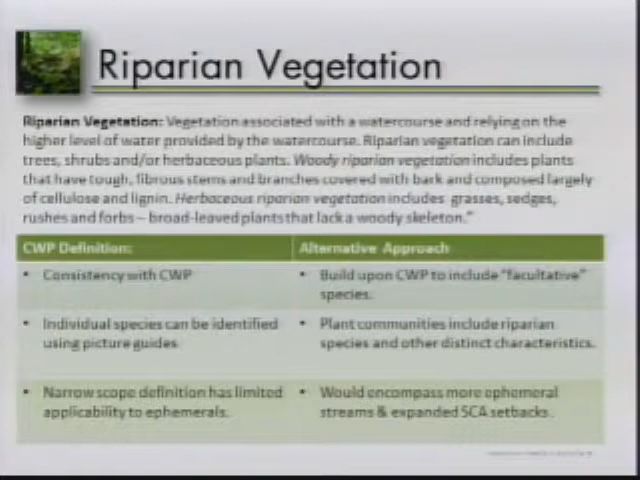 Riparian Vegetation
Riparian Vegetation: Vegetation associated with a watercourse and relying on the
higher level of water provided by the watercourse. Riparian vegetation can include
trees, shrubs and/or herbaceous plants. Woody riparian vegetation includes plants
that have tough, fibrous stems and branches covered with bark and composed largely
of cellulose and lignin. Herbaceous riparian vegetation includes grasses, sedges,
rushes and forbs – broad-leaved plants that lack a woody skeleton."
CWP Definition:
Alternative Approach
• Consistency with CWP
• Build upon CWP to include "facultative"
species.
• Individual species can be identified
using picture guides
• Plant communities include riparian
species and other distinct characteristics.
• Narrow scope definition has limited
applicability to ephemerals.
• Would encompass more ephemeral
streams & expanded SCA setbacks.